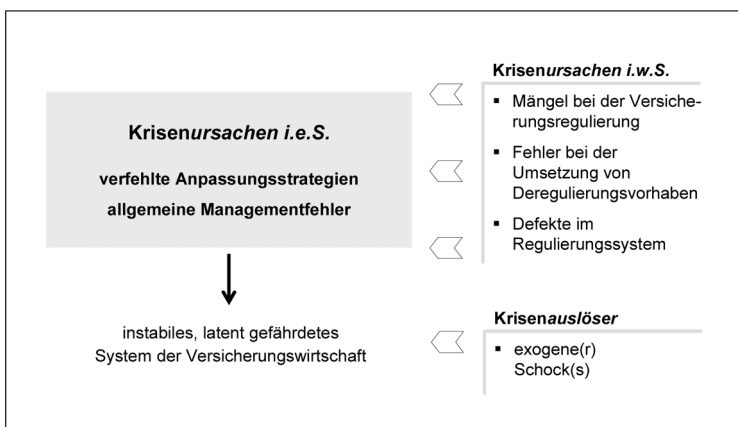 Krisenursachen i.e.S.
verfehlte Anpassungsstrategien
allgemeine Managementfehler
instabiles, latent gefährdetes
System der Versicherungswirtschaft
Krisenursachen i.w.S.
▪ Mängel bei der Versiche-
rungsregulierung
▪ Fehler bei der
Umsetzung von
Deregulierungsvorhaben
▪ Defekte im
Regulierungssystem
Krisenauslöser
▪ exogene(r)
Schock(s)